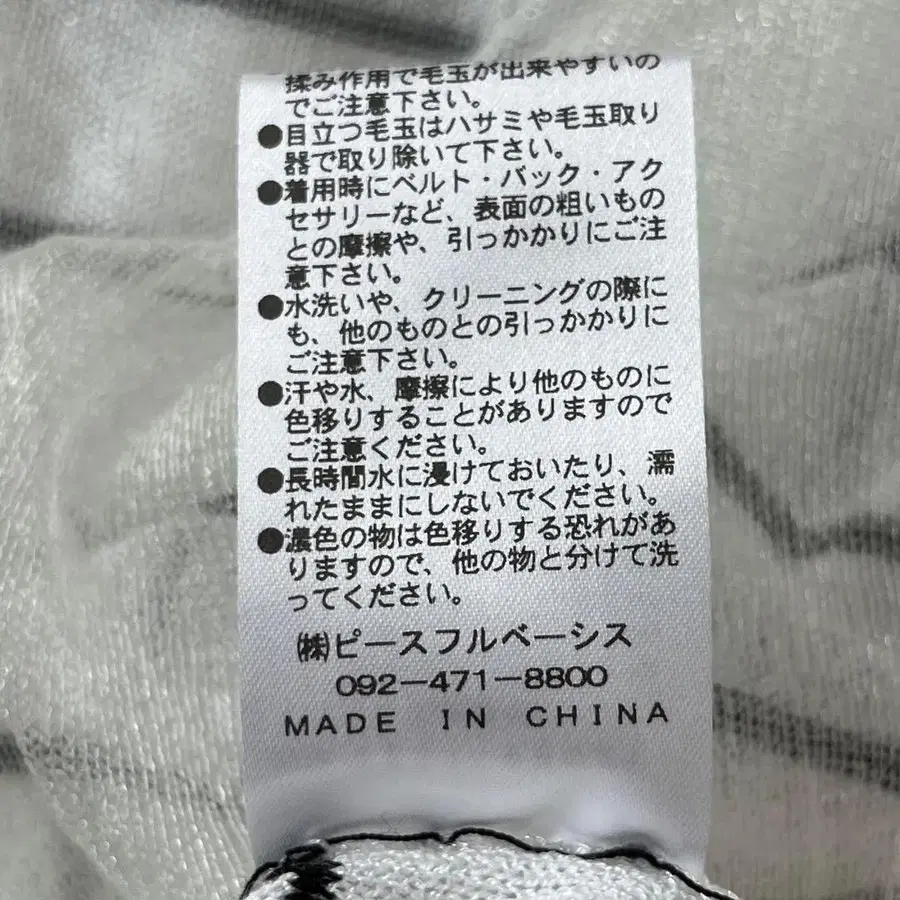 揉み作用で毛玉が出来やすいの
でご注意下さい。
●目立つ毛玉はハサミや毛玉取り
器で取り除いて下さい。
●着用時にベルト・バック・アク
セサリーなど、表面の粗いもの
との摩擦や、引っかかりにご注
意下さい。
●水洗いや、クリーニングの際に
も、他のものとの引っかかりに
ご注意下さい。
●汗や水、摩擦により他のものに
色移りすることがありますので
ご注意ください。
●長時間水に浸けておいたり、濡
れたままにしないでください。
●濃色の物は色移りする恐れがあ
りますので、他の物と分けて洗
ってください。
㈱ピースフルベーシス
092-471-8800
MADE IN CHINA